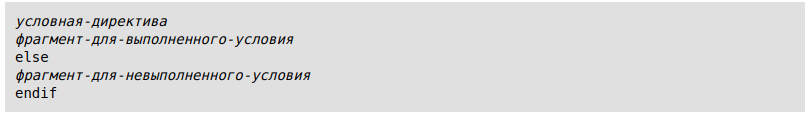 условная-директива
фрагмент-для-выполненного-условия
else
фрагмент-для-невыполненного-условия
endif